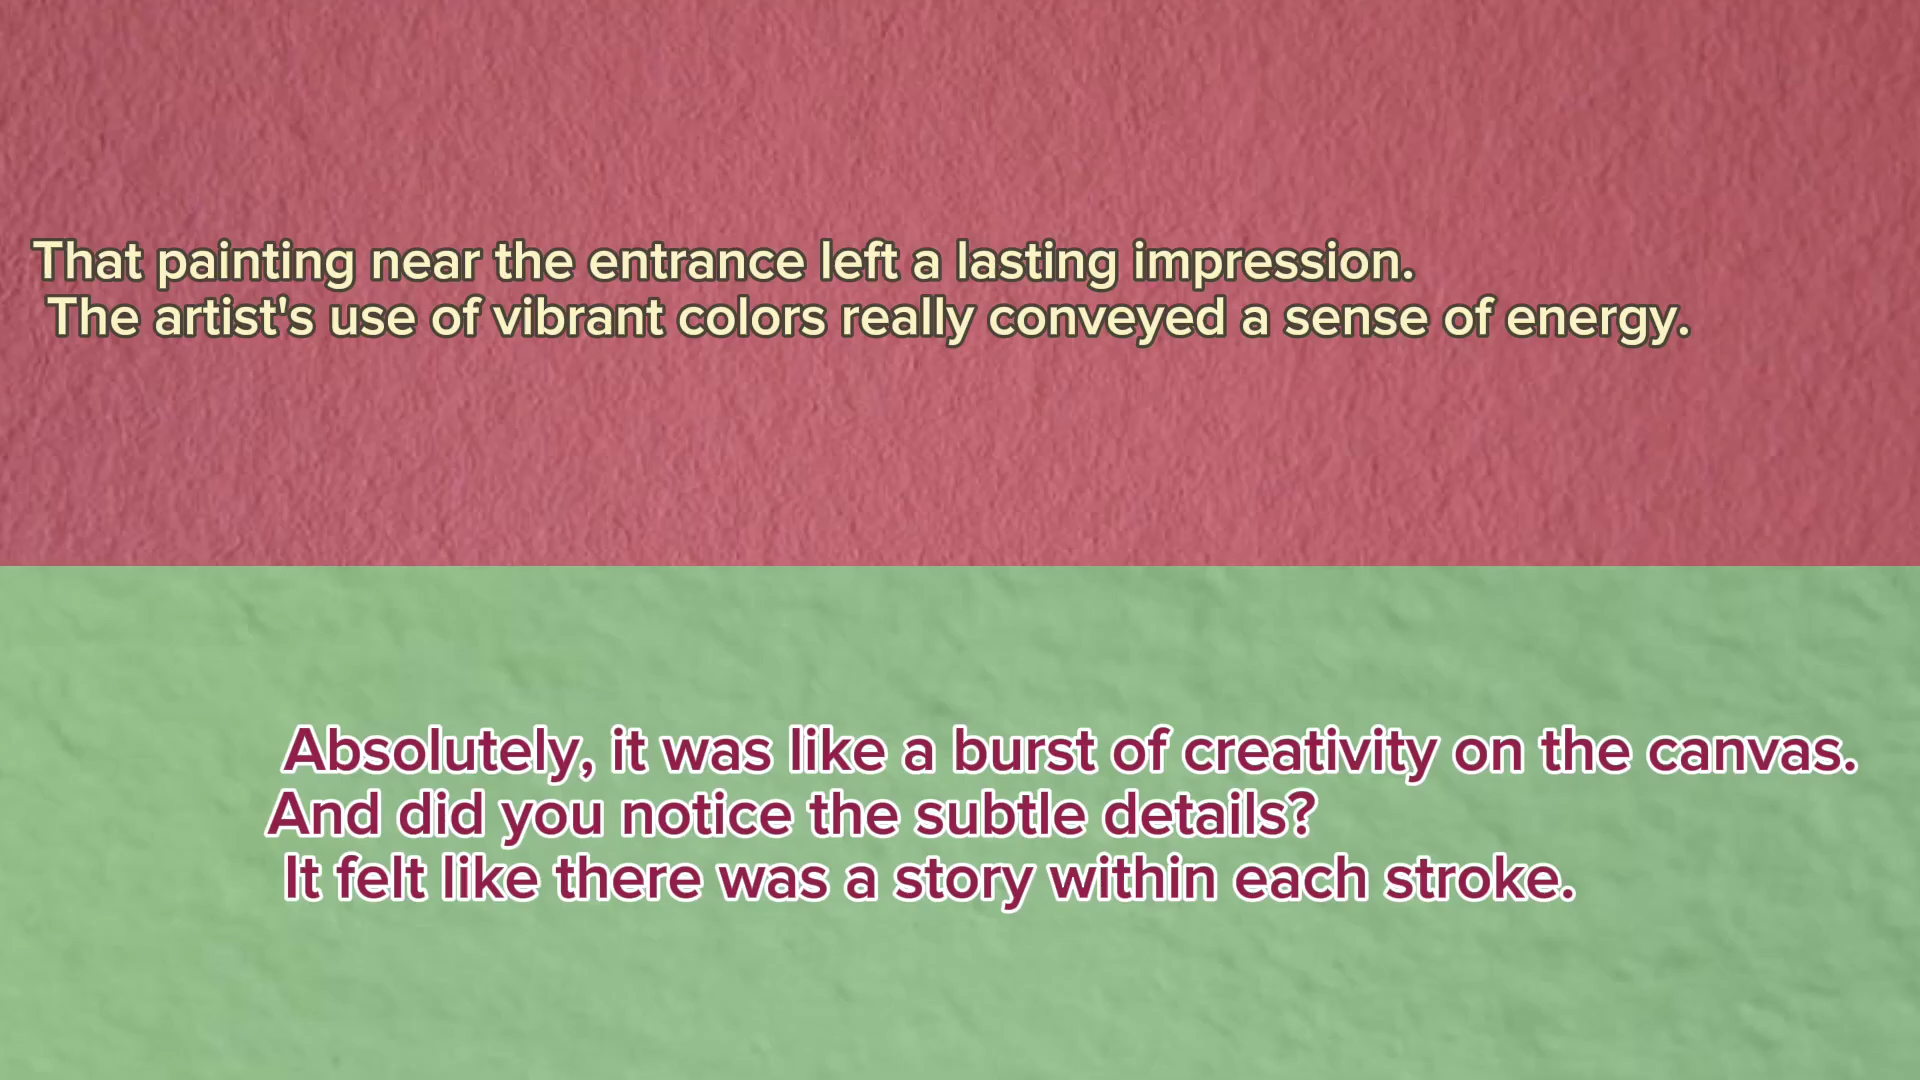 That painting near the entrance left a lasting impression.
The artist's use of vibrant colors really conveyed a sense of energy.
Absolutely, it was like a burst of creativity on the canvas.
And did you notice the subtle details?
It felt like there was a story within each stroke.